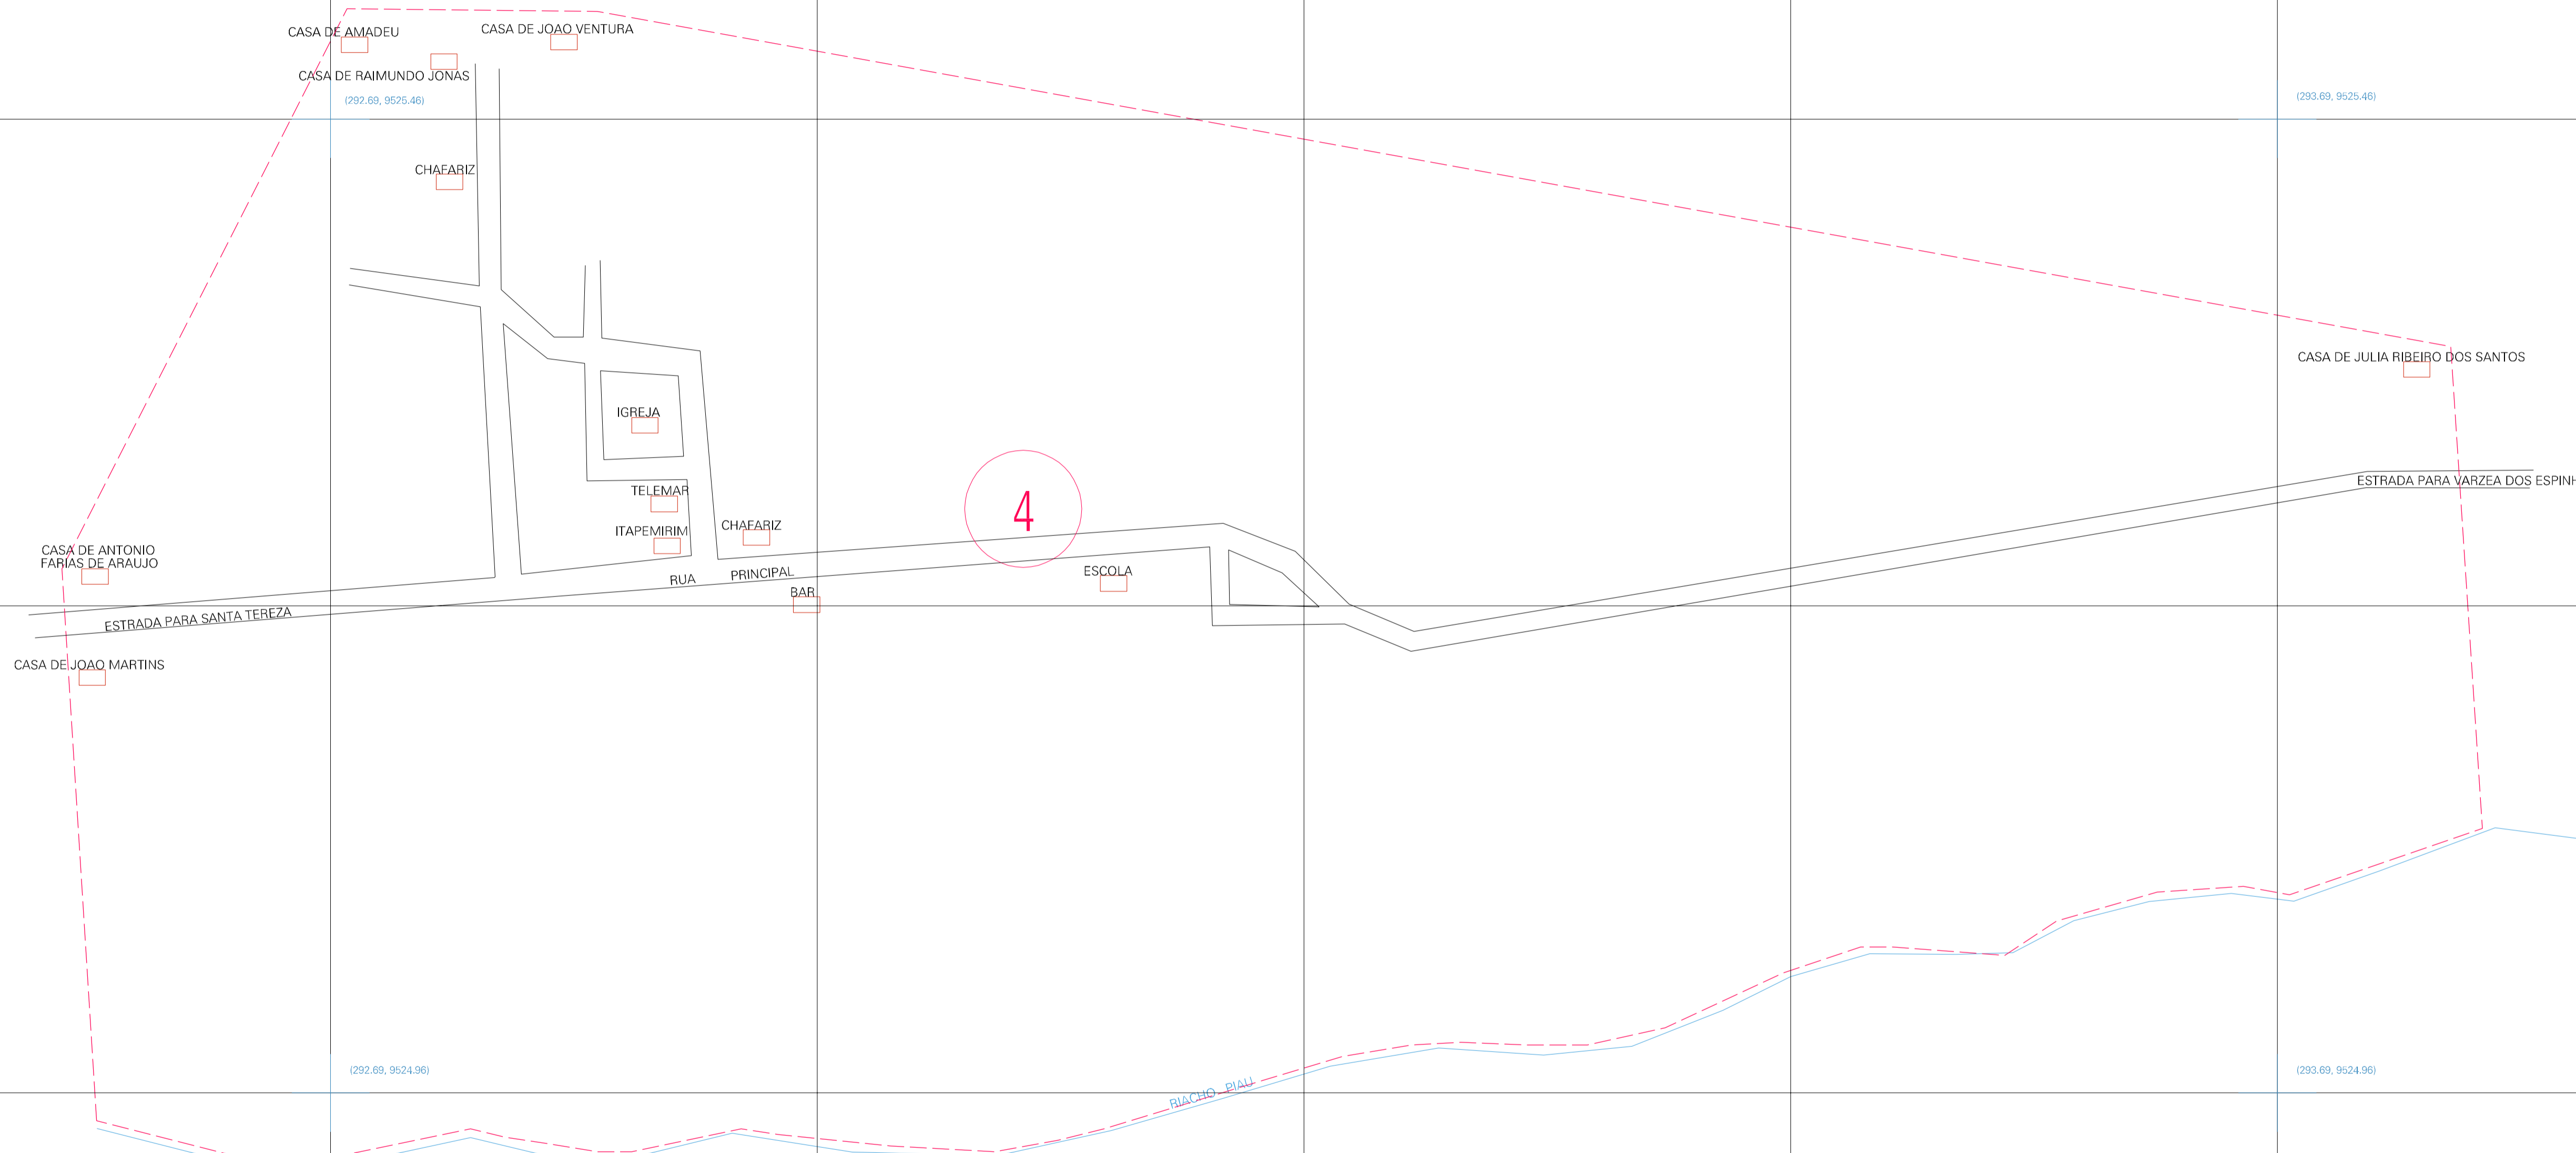 CASA DE AMADEU
CASA DE JOAO VENTURA
CASA DE RAIMUNDO JONAS
(292.69, 9525.46)
(293.69, 9525.46)
CHAFARIZ
CASA DE JULIA RIBEIRO DOS SANTOS
IGREJA
TELEMAR
4
ITAPEMIRIM
CHAFARIZ
ESTRADA PARA VARZEA DOS
CASA DE ANTONIO
FARIAS DE ARAUJO
RUA PRINCIPAL
ESCOLA
BAR
ESTRADA PARA SANTA TEREZA
CASA DE JOAO MARTINS
(292.69, 9524.96)
(293.69, 9524.96)
RIACHO PIAU